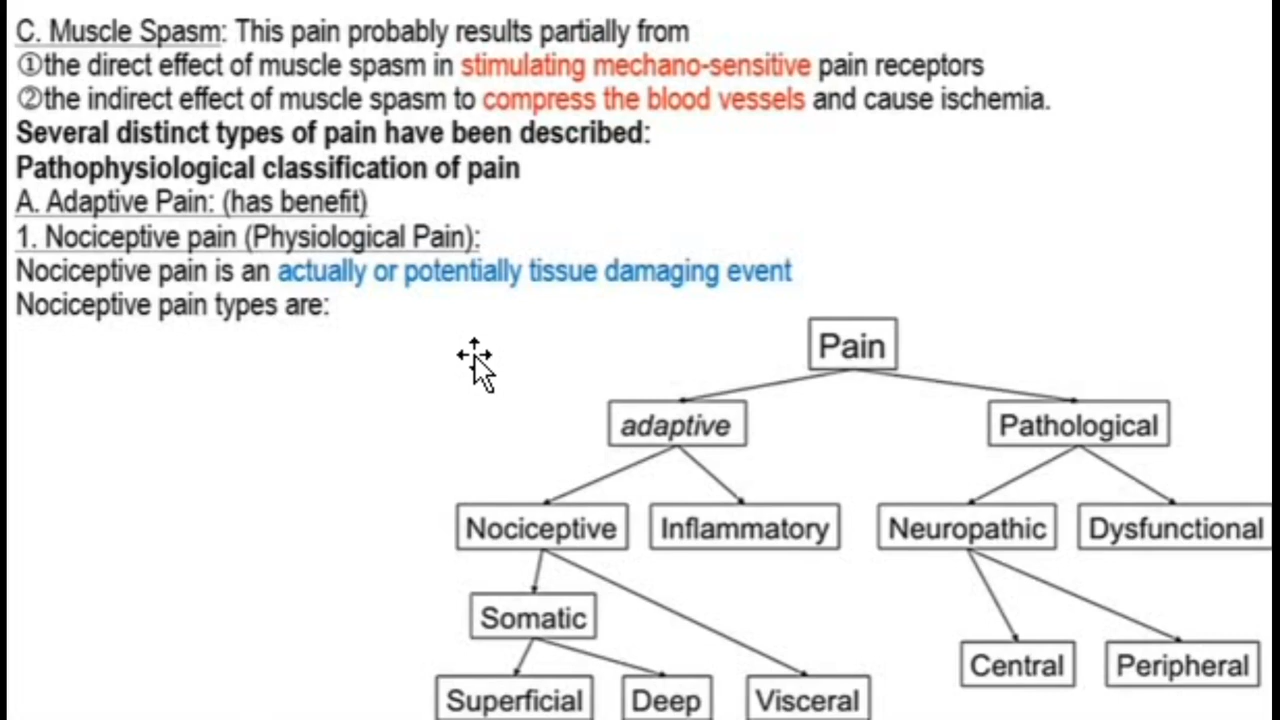 C. Muscle Spasm: This pain probably results partially from
①the direct effect of muscle spasm in stimulating mechano-sensitive pain receptors
②the indirect effect of muscle spasm to compress the blood vessels and cause ischemia.
Several distinct types of pain have been described:
Pathophysiological classification of pain
A. Adaptive Pain: (has benefit)
1. Nociceptive pain (Physiological Pain):
Nociceptive pain is an actually or potentially tissue damaging event
Nociceptive pain types are:
Pain
adaptive Pathological
Nociceptive Inflammatory Neuropathic Dysfunctional
Somatic
Central Peripheral
Superficial Deep Visceral